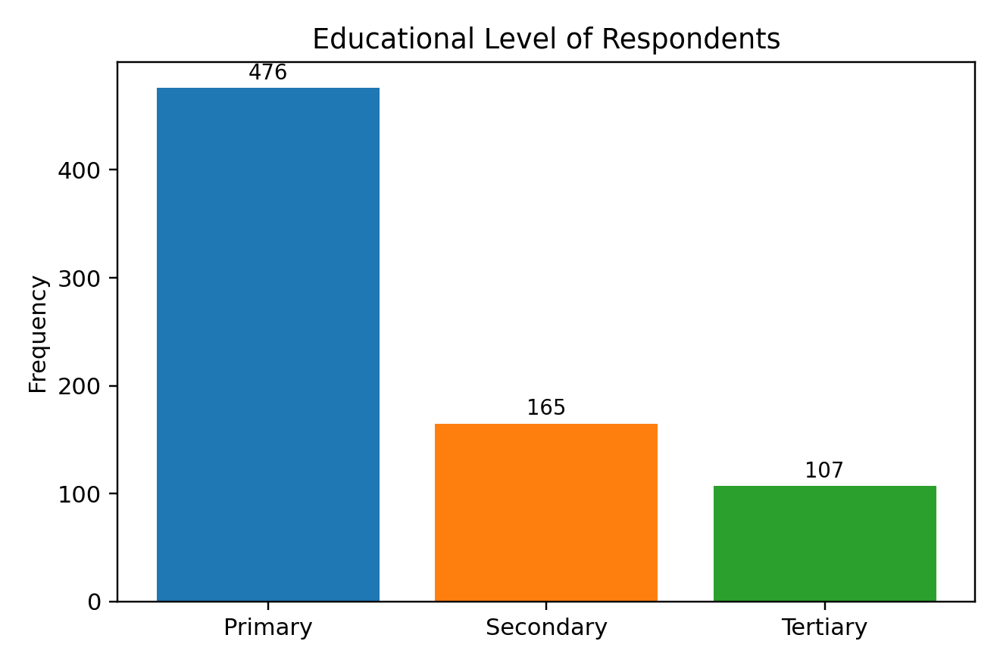 Educational Level of Respondents
476
400
300
200
100
0
Frequency
165
107
Primary
Secondary
Tertiary